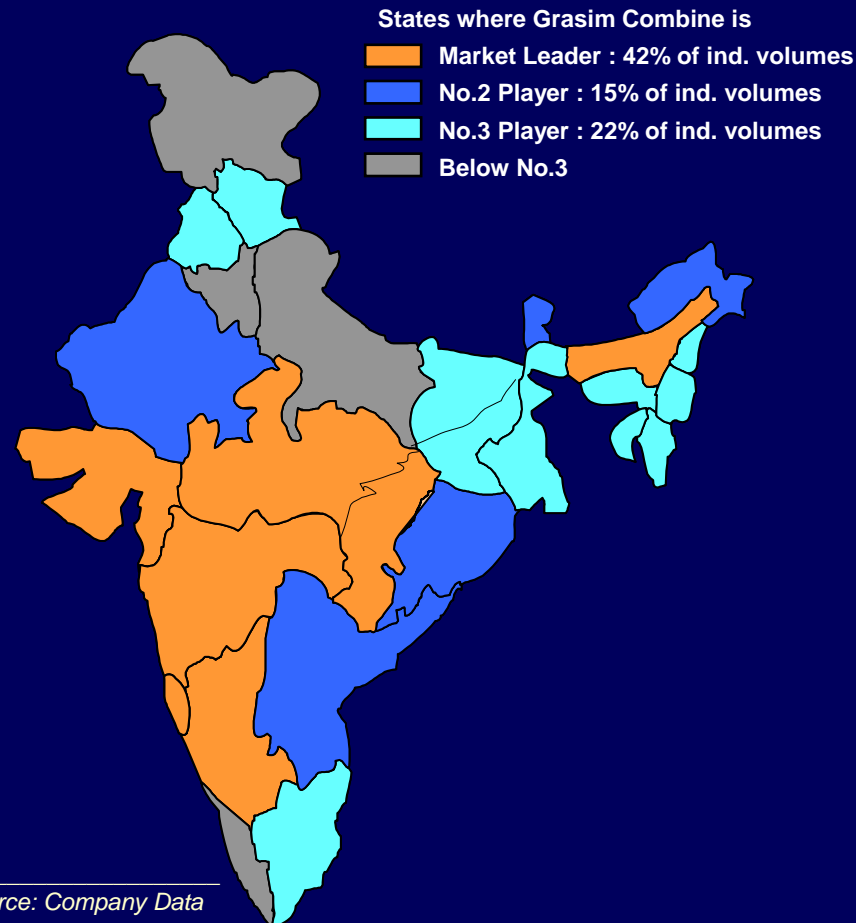 States where Grasim Combine is
Market Leader : 42% of ind. volumes
No.2 Player : 15% of ind. volumes
No.3 Player : 22% of ind. volumes
Below No.3
rce: Company Data